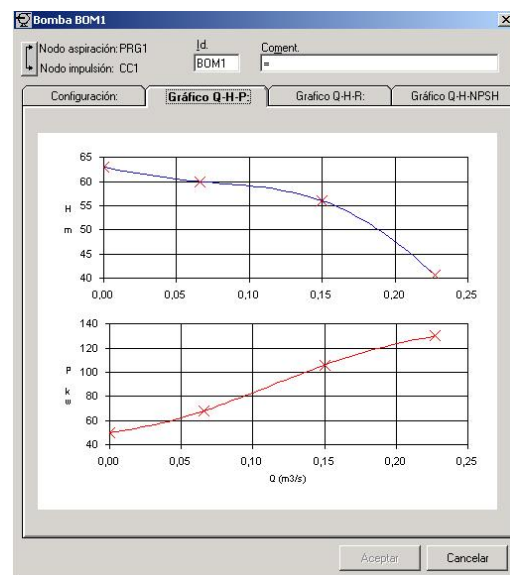 Bomba BOM1
Nodo aspiración: PRG1
Nodo impulsión: CC1
Id.
BOM1
Coment.
=
Configuración:
Gráfico Q-H-P:
Grafico Q-H-R:
Gráfico Q-H-NPSH
65
60
55
50
45
40
H
m
0,00 0,05 0,10 0,15 0,20 0,25
140
120
100
80
60
40
P
k
w
0,00 0,05 0,10 0,15 0,20 0,25
Q (m3/s)
Aceptar
Cancelar